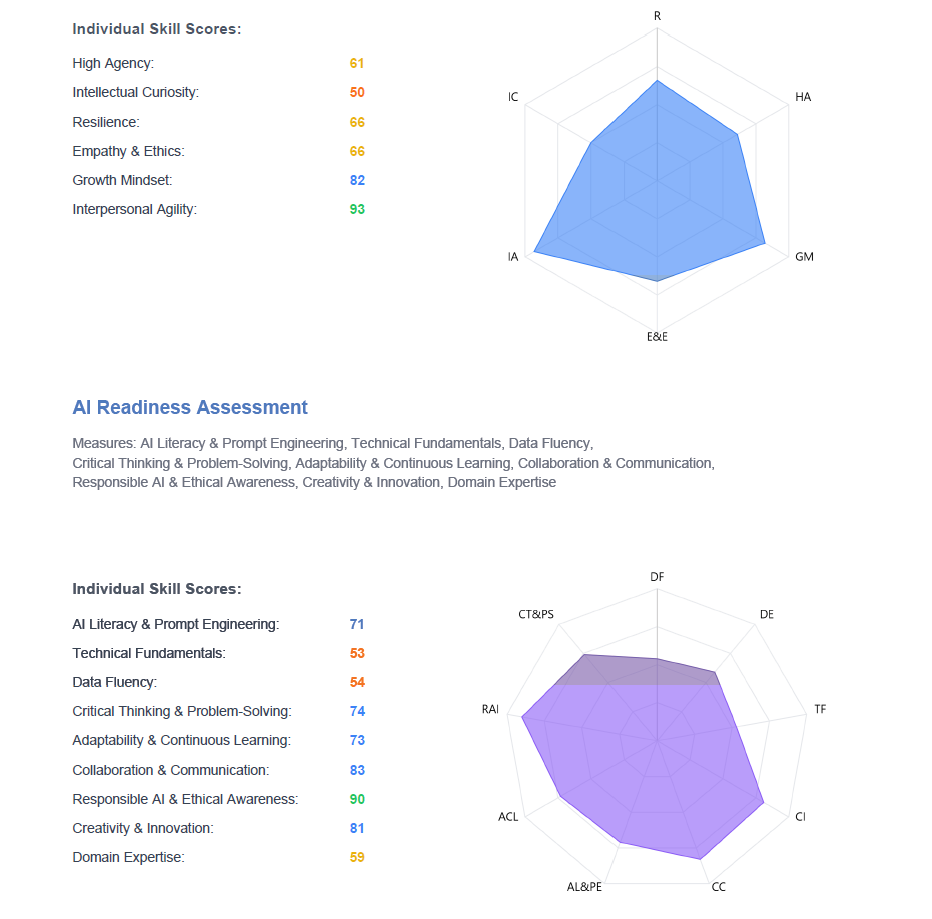 Individual Skill Scores:
High Agency: 61
Intellectual Curiosity: 50
Resilience: 66
Empathy & Ethics: 66
Growth Mindset: 82
Interpersonal Agility: 93
R
IC
HA
IA
GM
E&E
AI Readiness Assessment
Measures: AI Literacy & Prompt Engineering, Technical Fundamentals, Data Fluency,
Critical Thinking & Problem-Solving, Adaptability & Continuous Learning, Collaboration & Communication,
Responsible AI & Ethical Awareness, Creativity & Innovation, Domain Expertise
Individual Skill Scores:
AI Literacy & Prompt Engineering: 71
Technical Fundamentals: 53
Data Fluency: 54
Critical Thinking & Problem-Solving: 74
Adaptability & Continuous Learning: 73
Collaboration & Communication: 83
Responsible AI & Ethical Awareness: 90
Creativity & Innovation: 81
Domain Expertise: 59
DF
CT&PS
DE
RAI
TF
ACL
CI
AL&PE
CC